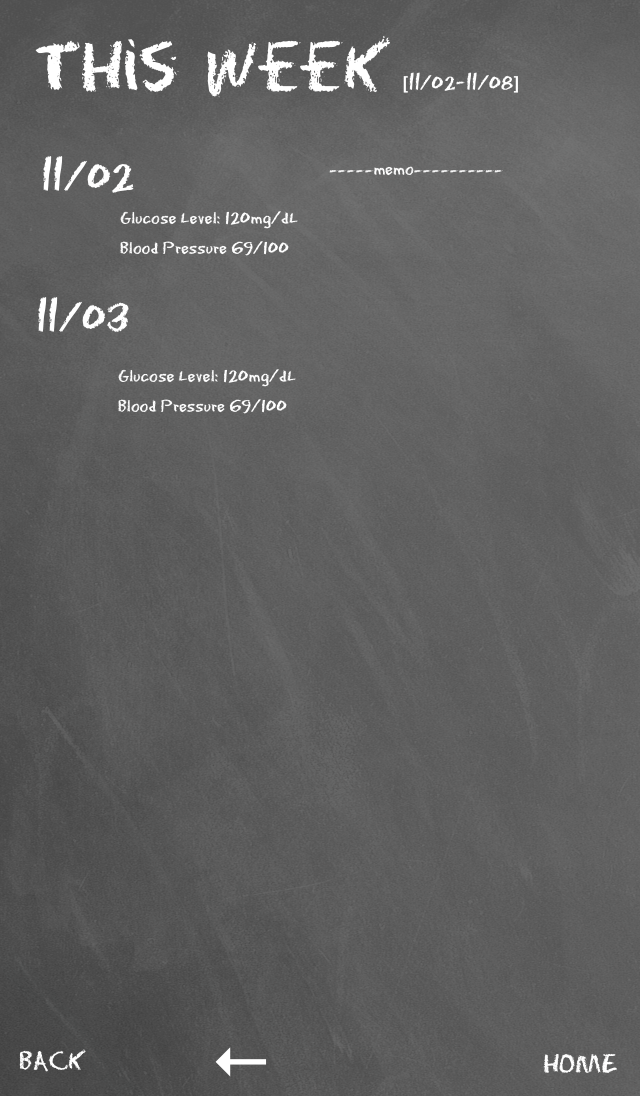 THIS WEEK [11/02-11/08]
11/02
-----memo----------
Glucose Level: 120mg/dL
Blood Pressure 69/100
11/03
Glucose Level: 120mg/dL
Blood Pressure 69/100
BACK
HOME